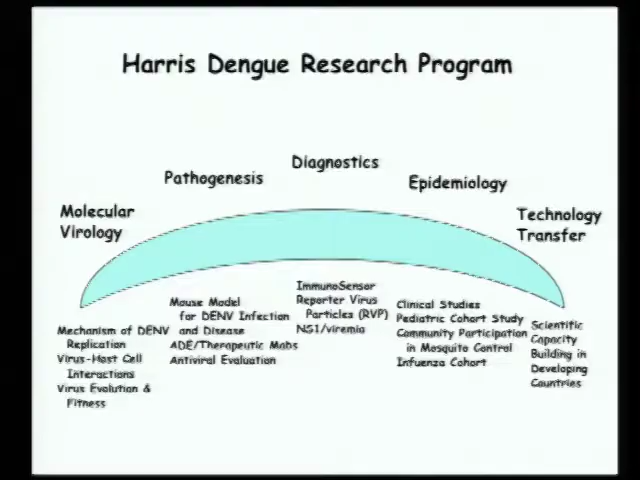 Harris Dengue Research Program
Diagnostics
Pathogenesis
Epidemiology
Molecular
Virology
Technology
Transfer
Mechanism of DENV
Replication
Virus-Host Cell
Interactions
Virus Evolution &
Fitness
Mouse Model
for DENV Infection
and Disease
ADE/Therapeutic Mabs
Antiviral Evaluation
ImmunoSensor
Reporter Virus
Particles (RVP)
NS1/viremia
Clinical Studies
Pediatric Cohort Study
Community Participation
in Mosquito Control
Influenza Cohort
Scientific
Capacity
Building in
Developing
Countries